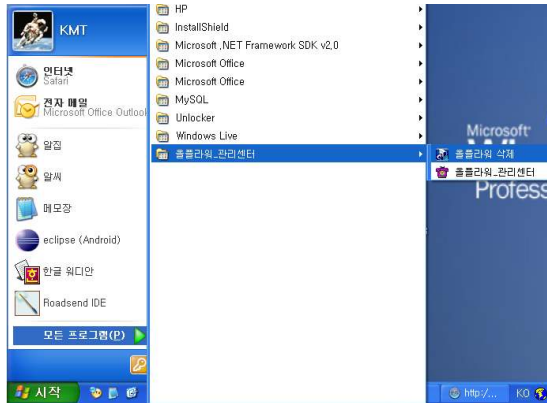 KMT
인터넷
Safari
전자 메일
Microsoft Office Outlool
알집
알씨
메모장
eclipse (Android)
한글 워디안
Roadsend IDE
모든 프로그램(P)
시작
HP
InstallShield
Microsoft ,NET Framework SDK v2,0
Microsoft Office
Microsoft Office
MySQL
Unlocker
Windows Live
올플라워_관리센터
올플라워 삭제
올플라워_관리센터
Microsoft
Profess
http:/...
KO